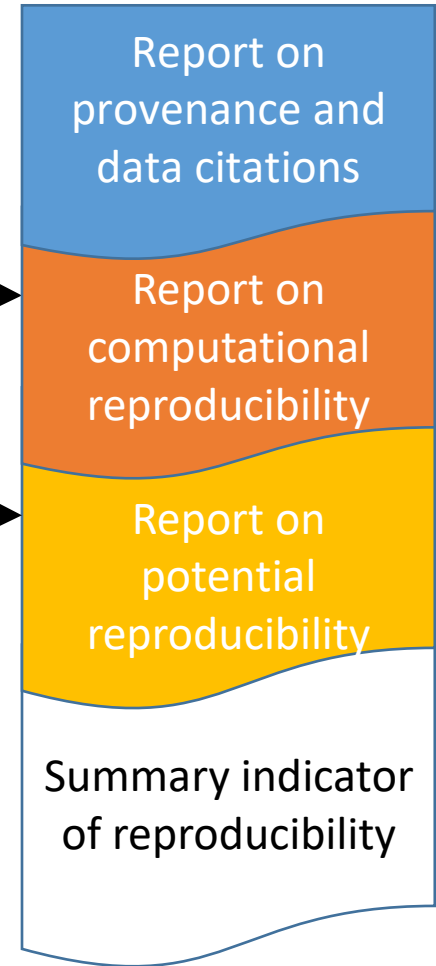 Report on
provenance and
data citations
Report on
computational
reproducibility
Report on
potential
reproducibility
Summary indicator
of reproducibility